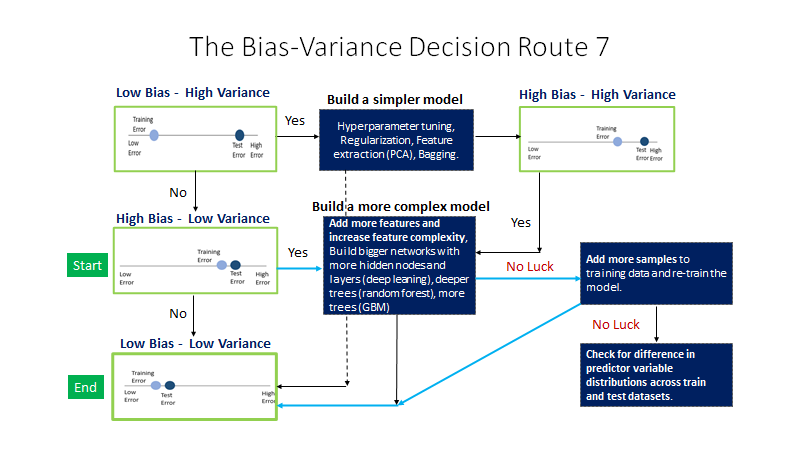 The Bias-Variance Decision Route 7
Low Bias - High Variance
Training
Error
Low
Error
Test
Error
High
Error
Yes
Build a simpler model
Hyperparameter tuning,
Regularization, Feature
extraction (PCA), Bagging.
High Bias - High Variance
Training
Error
Low
Error
Test
Error
High
Error
No
Yes
High Bias - Low Variance
Start
Training
Error
Low
Error
Test
Error
High
Error
Yes
Build a more complex model
Add more features and
increase feature complexity,
Build bigger networks with
more hidden nodes and
layers (deep leaning), deeper
trees (random forest), more
trees (GBM)
No Luck
Add more samples to
training data and re-train the
model.
No
No Luck
Low Bias - Low Variance
End
Training
Error
Low
Error
Test
Error
High
Error
Check for difference in
predictor variable
distributions across train
and test datasets.